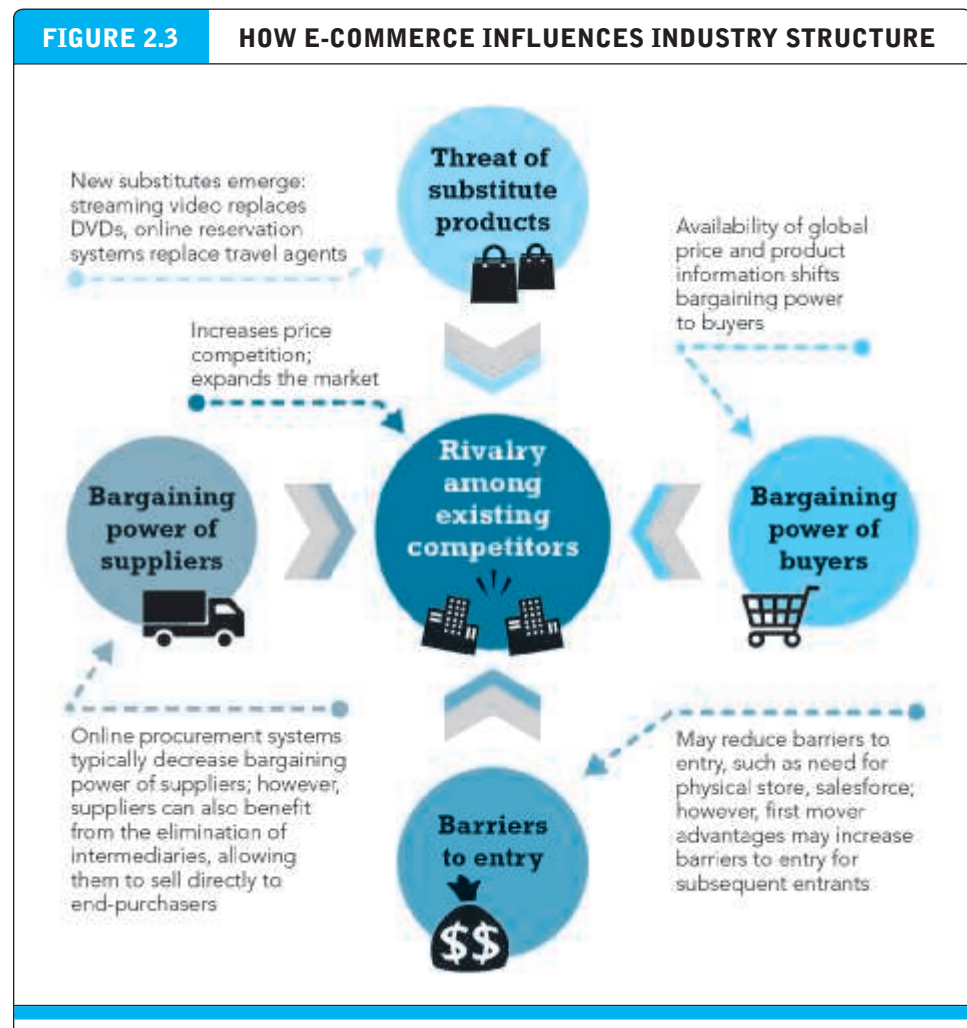 FIGURE 2.3
HOW E-COMMERCE INFLUENCES INDUSTRY STRUCTURE
Threat of
substitute
products
New substitutes emerge:
streaming video replaces
DVDs, online reservation
systems replace travel agents
Availability of global
price and product
information shifts
bargaining power
to buyers
Increases price
competition;
expands the market
Rivalry
among
existing
competitors
Bargaining
power of
suppliers
Bargaining
power of
buyers
Online procurement systems
typically decrease bargaining
power of suppliers; however,
suppliers can also benefit
from the elimination of
intermediaries, allowing
them to sell directly to
end-purchasers
Barriers
to entry
$$
May reduce barriers to
entry, such as need for
physical store, salesforce;
however, first mover
advantages may increase
barriers to entry for
subsequent entrants